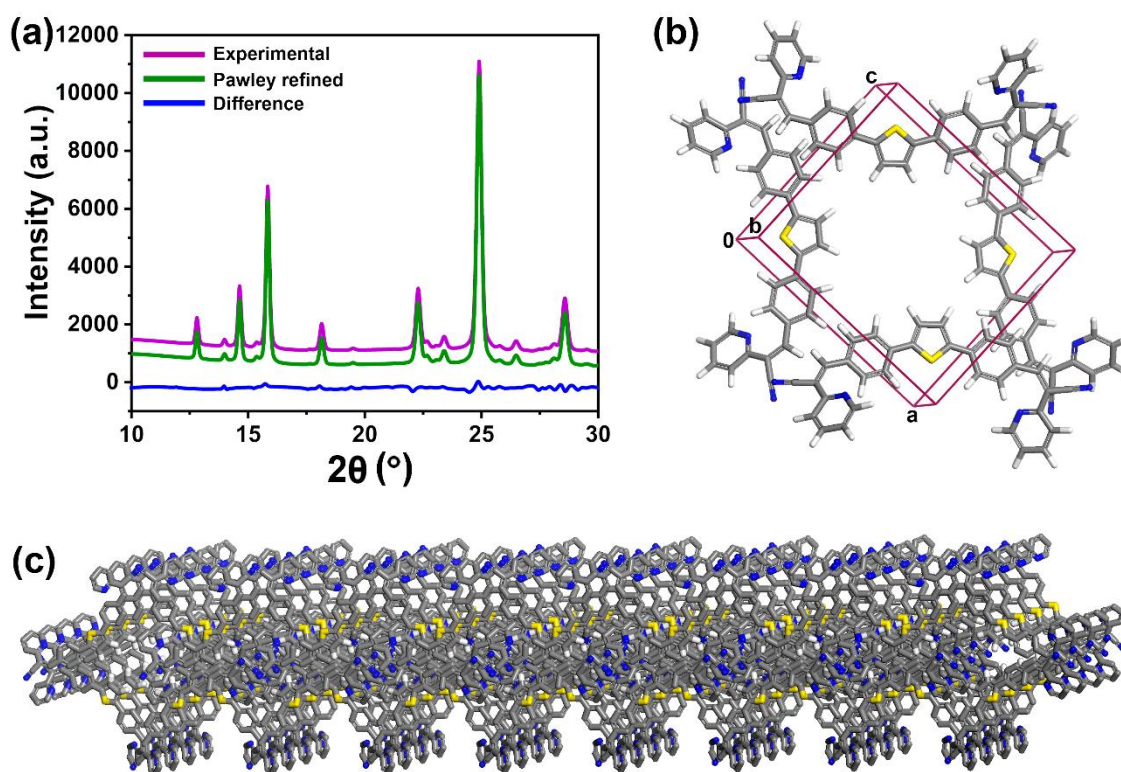 (a)
12000
10000
8000
6000
4000
2000
0
Intensity (a.u.)
Experimental
Pawley refined
Difference
10
15
20
25
30
2θ (°)
(b)
c
0
b
a
(c)